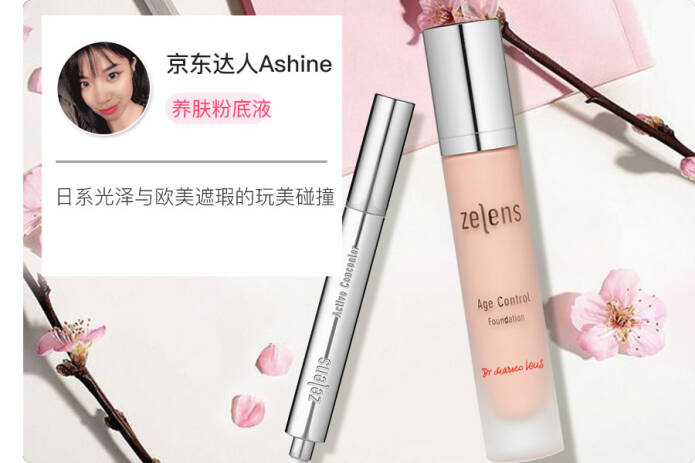 京东达人Ashine
养肤粉底液
日系光泽与欧美遮瑕的玩美碰撞
zelens
Age Control
Foundation
Dr Marko Lens
zelens
Active Concealer